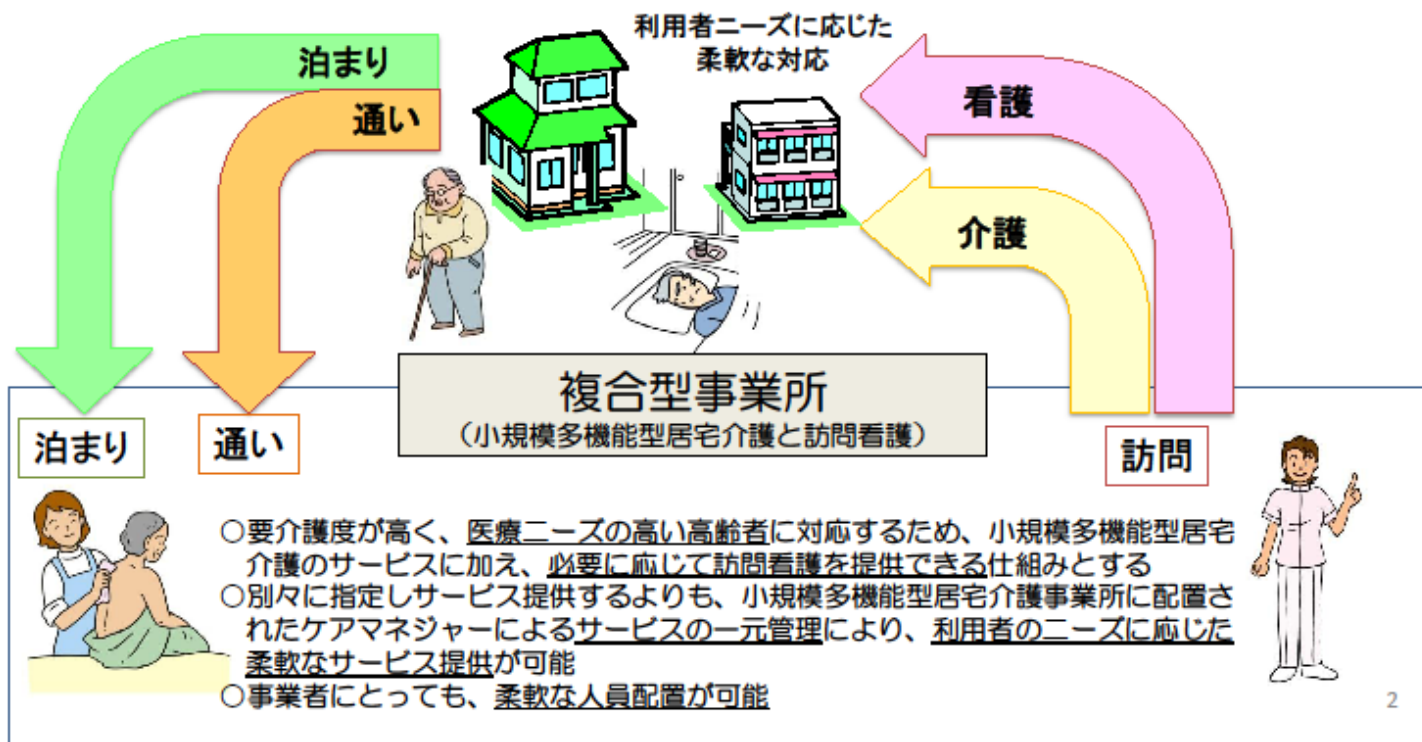 利用者ニーズに応じた
柔軟な対応
泊まり
通い
看護
介護
複合型事業所
（小規模多機能型居宅介護と訪問看護）
泊まり
通い
訪問
○要介護度が高く、医療ニーズの高い高齢者に対応するため、小規模多機能型居宅
介護のサービスに加え、必要に応じて訪問看護を提供できる仕組みとする
○別々に指定しサービス提供するよりも、小規模多機能型居宅介護事業所に配置さ
れたケアマネジャーによるサービスの一元管理により、利用者のニーズに応じた
柔軟なサービス提供が可能
○事業者にとっても、柔軟な人員配置が可能
2